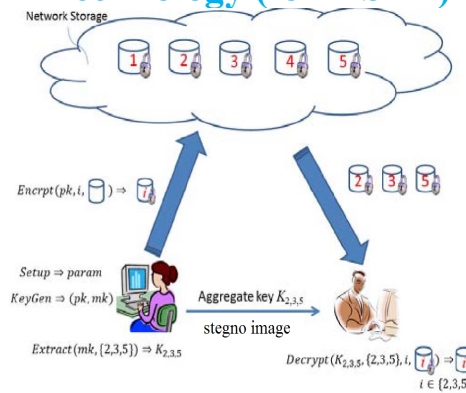 Network Storage
1 2 3 4 5
2 3 5
Encrpt(pk, i, ) ⇒ i
Setup ⇒ param
KeyGen ⇒ (pk, mk)
Aggregate key K2,3,5
stegno image
Extract(mk, {2,3,5}) ⇒ K2,3,5
Decrypt(K2,3,5, {2,3,5}, i, i) ⇒ i
i ∈ {2,3,5